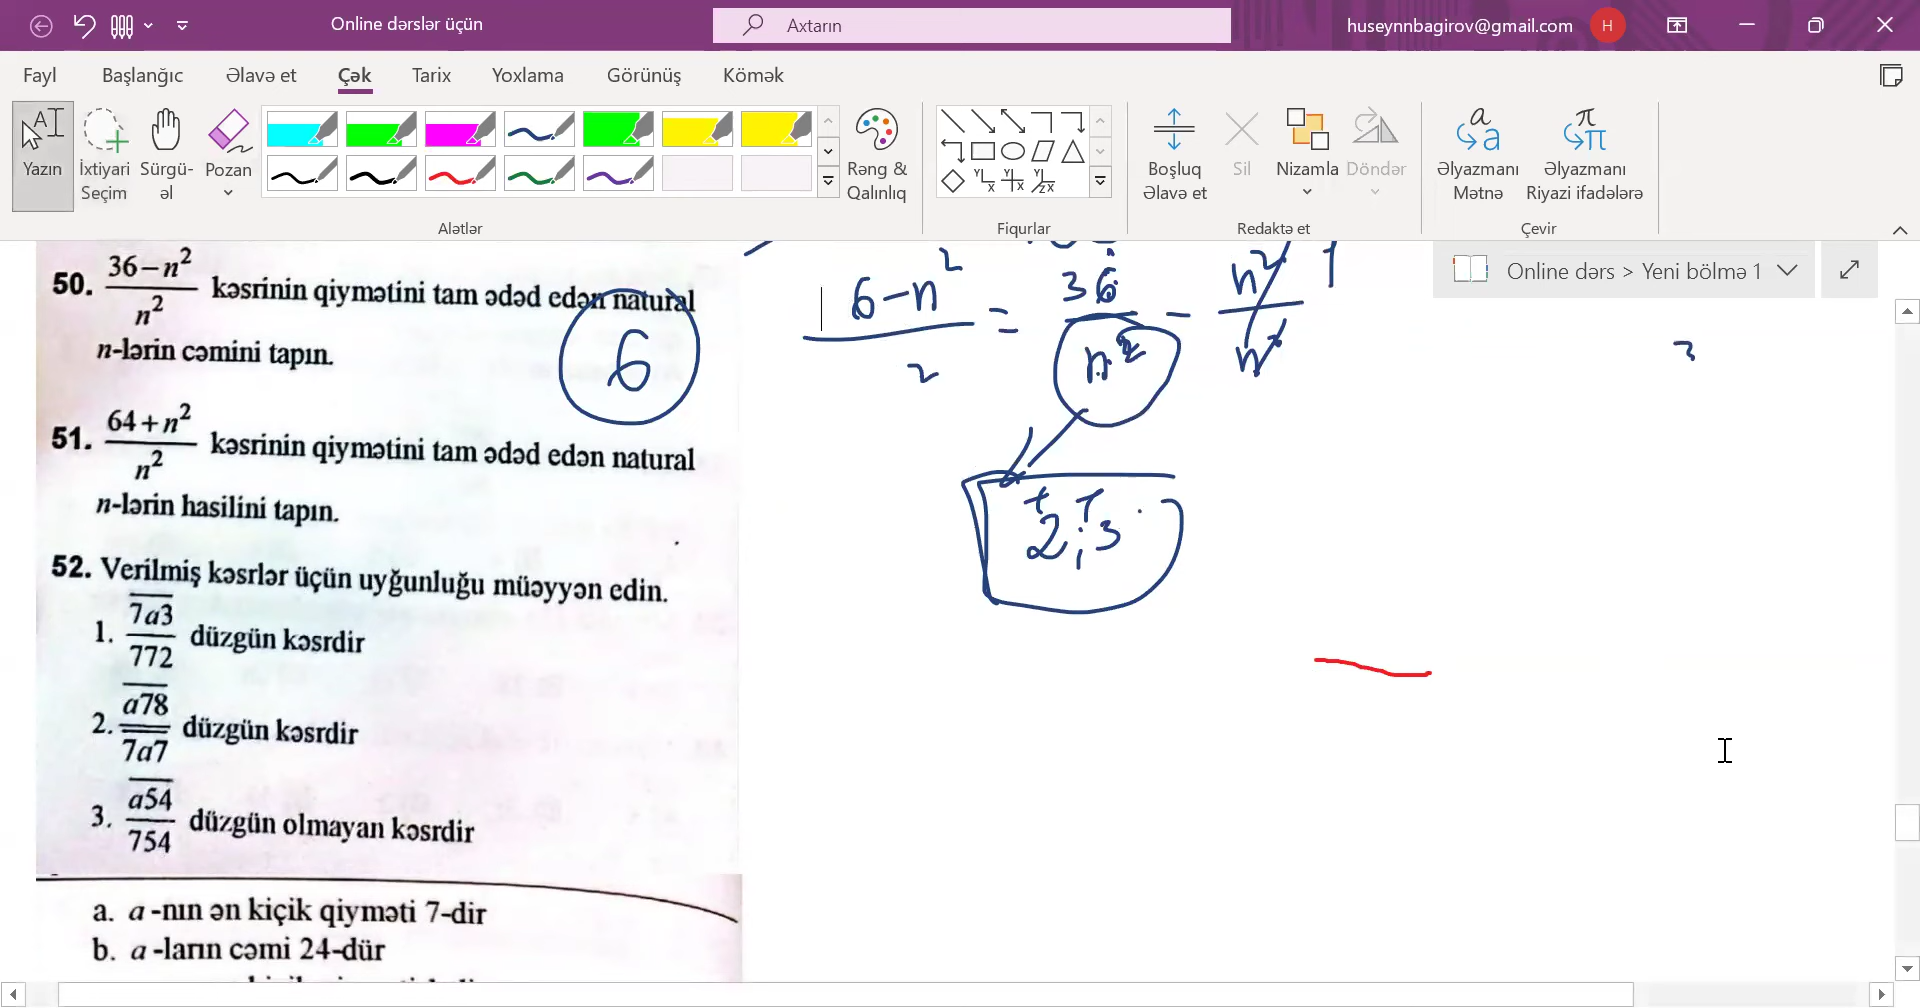 Online dərslər üçün
Axtarın
huseynnbagirov@gmail.com
H
Fayl Başlanğıc Əlavə et Çək Tarix Yoxlama Görünüş Kömək
Yazın
İxtiyari Seçim
Sürgü-əl
Pozan
Rəng & Qalınlıq
Boşluq Əlavə et
Sil
Nizamla
Döndər
Əlyazmanı Mətnə
Əlyazmanı Riyazi ifadələrə
Alətlər
Fiqurlar
Redaktə et
Çevir
Online dərs > Yeni bölmə 1
50. (36−n²)/n² kəsrinin qiymətini tam ədəd edən natural
n-lərin cəmini tapın.
6
51. (64+n²)/n² kəsrinin qiymətini tam ədəd edən natural
n-lərin hasilini tapın.
52. Verilmiş kəsrlər üçün uyğunluğu müəyyən edin.
1. 7a3/772 düzgün kəsrdir
2. a78/7a7 düzgün kəsrdir
3. a54/754 düzgün olmayan kəsrdir
a. a -nın ən kiçik qiyməti 7-dir
b. a -ların cəmi 24-dür
6−n² / 2 = 36/n² − n²/n² 1
2; 3